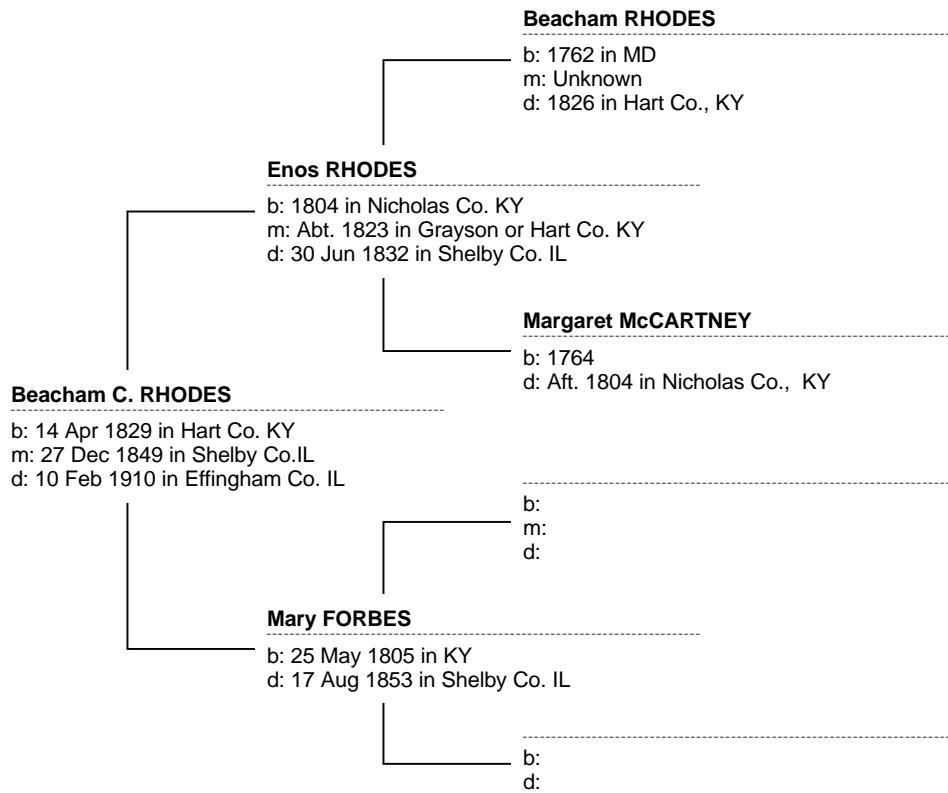 Beacham RHODES
b: 1762 in MD
m: Unknown
d: 1826 in Hart Co., KY
Enos RHODES
b: 1804 in Nicholas Co. KY
m: Abt. 1823 in Grayson or Hart Co. KY
d: 30 Jun 1832 in Shelby Co. IL
Margaret McCARTNEY
b: 1764
d: Aft. 1804 in Nicholas Co.,  KY
Beacham C. RHODES
b: 14 Apr 1829 in Hart Co. KY
m: 27 Dec 1849 in Shelby Co.IL
d: 10 Feb 1910 in Effingham Co. IL
b:
m:
d:
Mary FORBES
b: 25 May 1805 in KY
d: 17 Aug 1853 in Shelby Co. IL
b:
d: